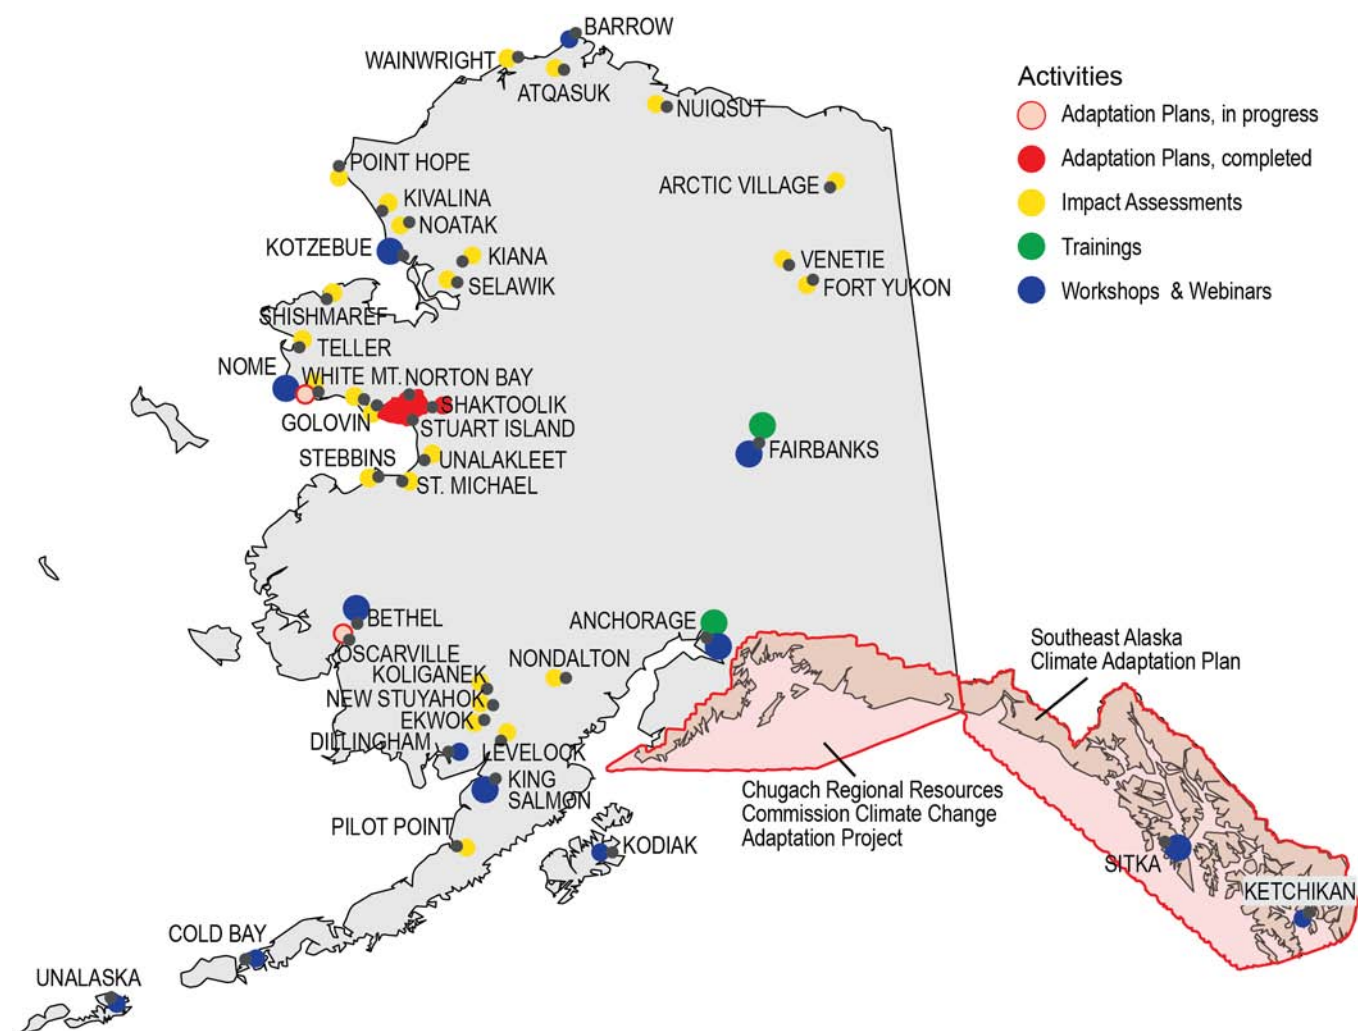 BARROW
WAINWRIGHT
ATQASUK
NUIQSUT
Activities
Adaptation Plans, in progress
Adaptation Plans, completed
Impact Assessments
Trainings
Workshops & Webinars
POINT HOPE
ARCTIC VILLAGE
KIVALINA
NOATAK
KOTZEBUE
KIANA
SELAWIK
VENETIE
FORT YUKON
SHISHMAREF
TELLER
NOME
WHITE MT.
NORTON BAY
SHAKTOOLIK
GOLOVIN
STUART ISLAND
STEBBINS
UNALAKLEET
ST. MICHAEL
FAIRBANKS
BETHEL
ANCHORAGE
OSCARVILLE
KOLIGANEK
NONDALTON
NEW STUYAHOK
EKWOK
DILLINGHAM
LEVELOCK
KING
SALMON
PILOT POINT
KODIAK
Southeast Alaska
Climate Adaptation Plan
Chugach Regional Resources
Commission Climate Change
Adaptation Project
SITKA
KETCHIKAN
COLD BAY
UNALASKA